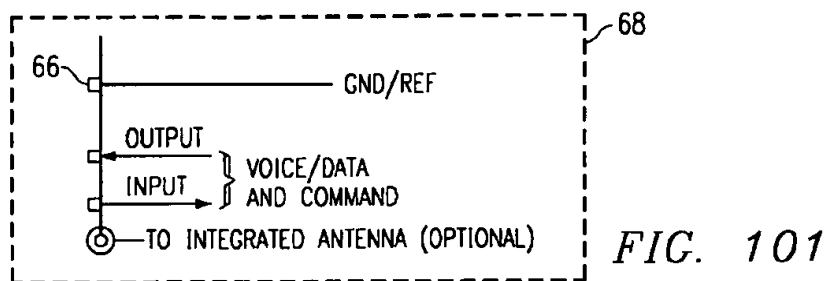 68
66
GND/REF
OUTPUT
VOICE/DATA
INPUT
AND COMMAND
TO INTEGRATED ANTENNA (OPTIONAL)
FIG. 101